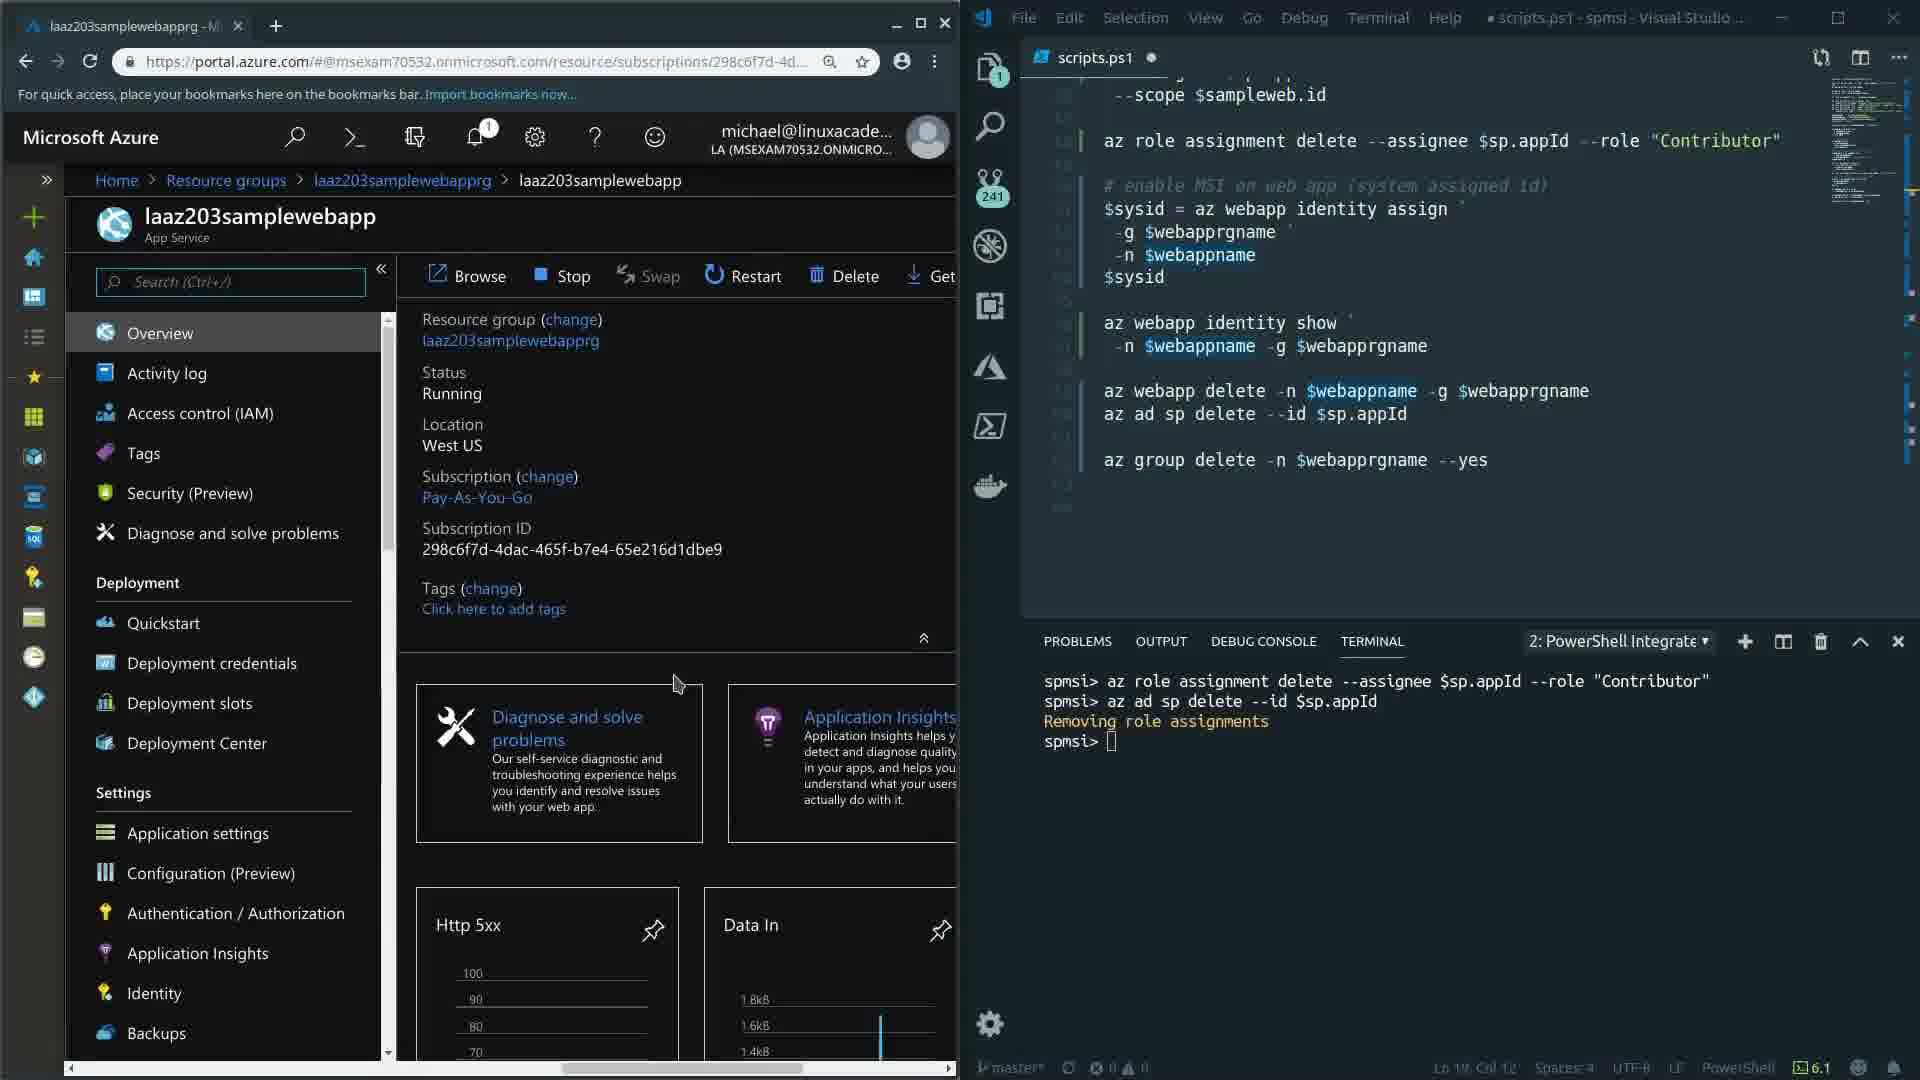 laaz203samplewebapprg - M
https://portal.azure.com/#@msexam70532.onmicrosoft.com/resource/subscriptions/298c6f7d-4d...
For quick access, place your bookmarks here on the bookmarks bar. Import bookmarks now...
Microsoft Azure
1
michael@linuxacade...
LA (MSEXAM70532.ONMICRO...
Home > Resource groups > laaz203samplewebapprg > laaz203samplewebapp
laaz203samplewebapp
App Service
Search (Ctrl+/)
Overview
Activity log
Access control (IAM)
Tags
Security (Preview)
Diagnose and solve problems
Deployment
Quickstart
Deployment credentials
Deployment slots
Deployment Center
Settings
Application settings
Configuration (Preview)
Authentication / Authorization
Application Insights
Identity
Backups
Browse
Stop
Swap
Restart
Delete
Get
Resource group (change)
laaz203samplewebapprg
Status
Running
Location
West US
Subscription (change)
Pay-As-You-Go
Subscription ID
298c6f7d-4dac-465f-b7e4-65e216d1dbe9
Tags (change)
Click here to add tags
Diagnose and solve
problems
Our self-service diagnostic and
troubleshooting experience helps
you identify and resolve issues
with your web app.
Application Insights
Application Insights helps y
detect and diagnose quality
in your apps, and helps you
understand what your users
actually do with it.
Http 5xx
100
90
80
70
Data In
1.8kB
1.6kB
1.4kB
File Edit Selection View Go Debug Terminal Help
● scripts.ps1 - spmsi - Visual Studio ...
scripts.ps1 ●
1
241
--scope $sampleweb.id
az role assignment delete --assignee $sp.appId --role "Contributor"
# enable MSI on web app (system assigned id)
$sysid = az webapp identity assign `
-g $webapprgname `
-n $webappname
$sysid
az webapp identity show `
-n $webappname -g $webapprgname
az webapp delete -n $webappname -g $webapprgname
az ad sp delete --id $sp.appId
az group delete -n $webapprgname --yes
PROBLEMS OUTPUT DEBUG CONSOLE TERMINAL
2: PowerShell Integrate
spmsi> az role assignment delete --assignee $sp.appId --role "Contributor"
spmsi> az ad sp delete --id $sp.appId
Removing role assignments
spmsi>
master* 0 0
Ln 19, Col 12 Spaces: 4 UTF-8 LF PowerShell 6.1